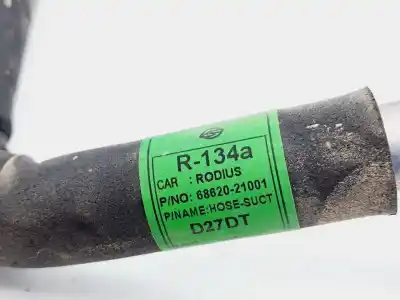 R-134a
CAR : RODIUS
P/NO: 68620-21001
P/NAME:HOSE-SUCT
D27DT